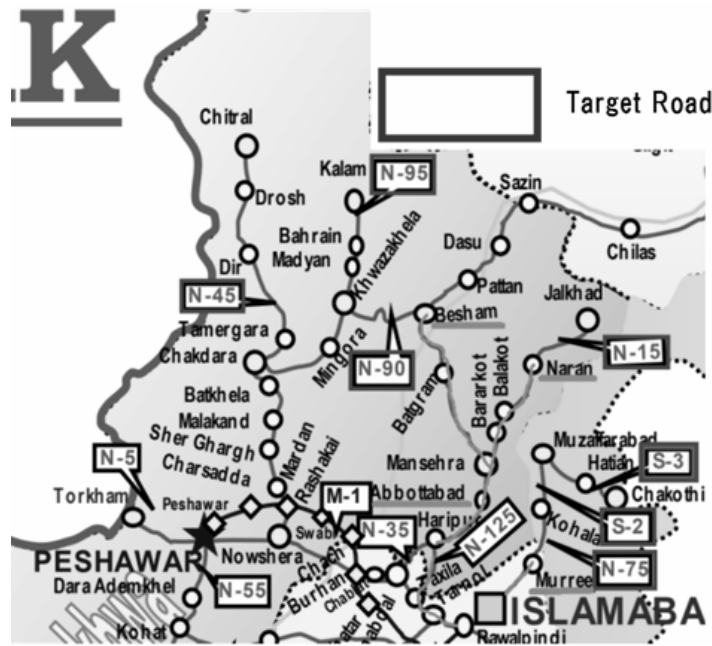 AK
Target Road
Chitral
Kalam
N-95
Sazin
Drosh
Bahrain
Madyan
Khwazakhela
Dasu
Chilas
Dir
Pattan
N-45
Jalkhad
Besham
Tamergara
Chakdara
Mingora
N-90
N-15
Naran
Batkhela
Batgram
Bararkot
Balakot
Malakand
Sher Ghargh
Mardan
Rashakai
Muzaffarabad
Charsadda
Mansehra
Hatian
S-3
N-5
Torkham
Peshawar
M-1
Abbottabad
Chakothi
Swabi
N-35
Haripu
N-125
Kohala
S-2
PESHAWAR
Nowshera
Chach
Burhan
Taxila
Murree
N-75
Dara Ademkhel
N-55
ISLAMABA
Kohat
Rawalpindi